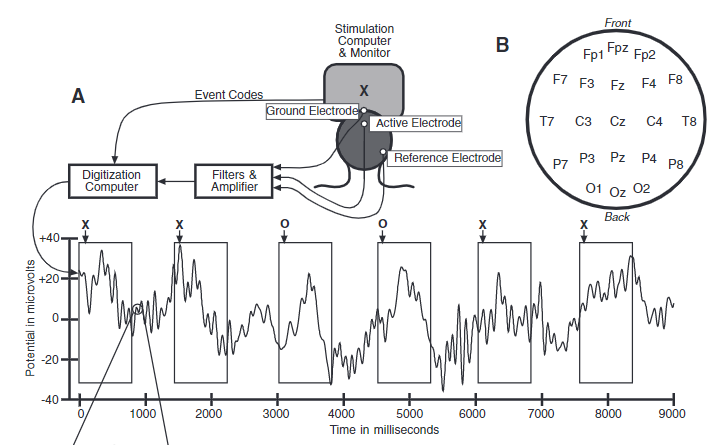 Stimulation
Computer
& Monitor
X
A
Event Codes
Ground Electrode
Active Electrode
Reference Electrode
Digitization
Computer
Filters &
Amplifier
B
Front
Fp1 Fpz Fp2
F7 F3 Fz F4 F8
T7 C3 Cz C4 T8
P7 P3 Pz P4 P8
O1 Oz O2
Back
X X O O X X
Potential in microvolts
+40
+20
0
-20
-40
0 1000 2000 3000 4000 5000 6000 7000 8000 9000
Time in milliseconds